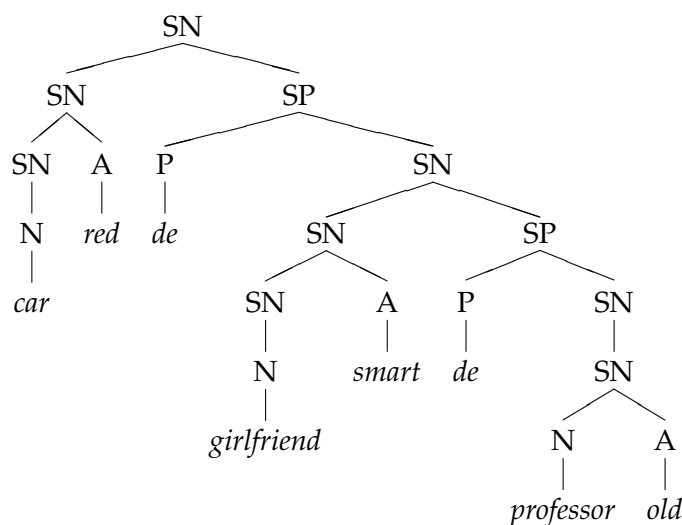 SN
SN SP
SN A P SN
N red de SN SP
car SN A P SN
N smart de SN
girlfriend N A
professor old